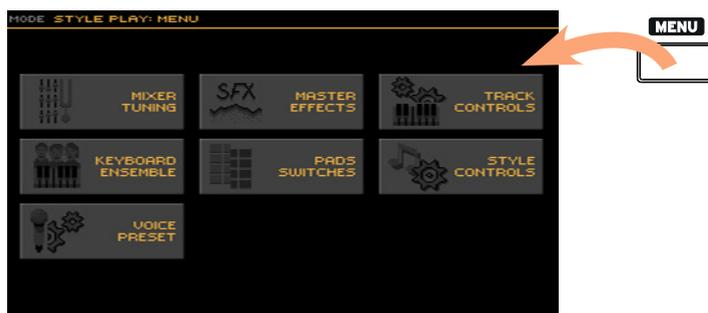 MODE STYLE PLAY: MENU
MENU
MIXER
TUNING
SFX
MASTER
EFFECTS
TRACK
CONTROLS
KEYBOARD
ENSEMBLE
PADS
SWITCHES
STYLE
CONTROLS
VOICE
PRESET